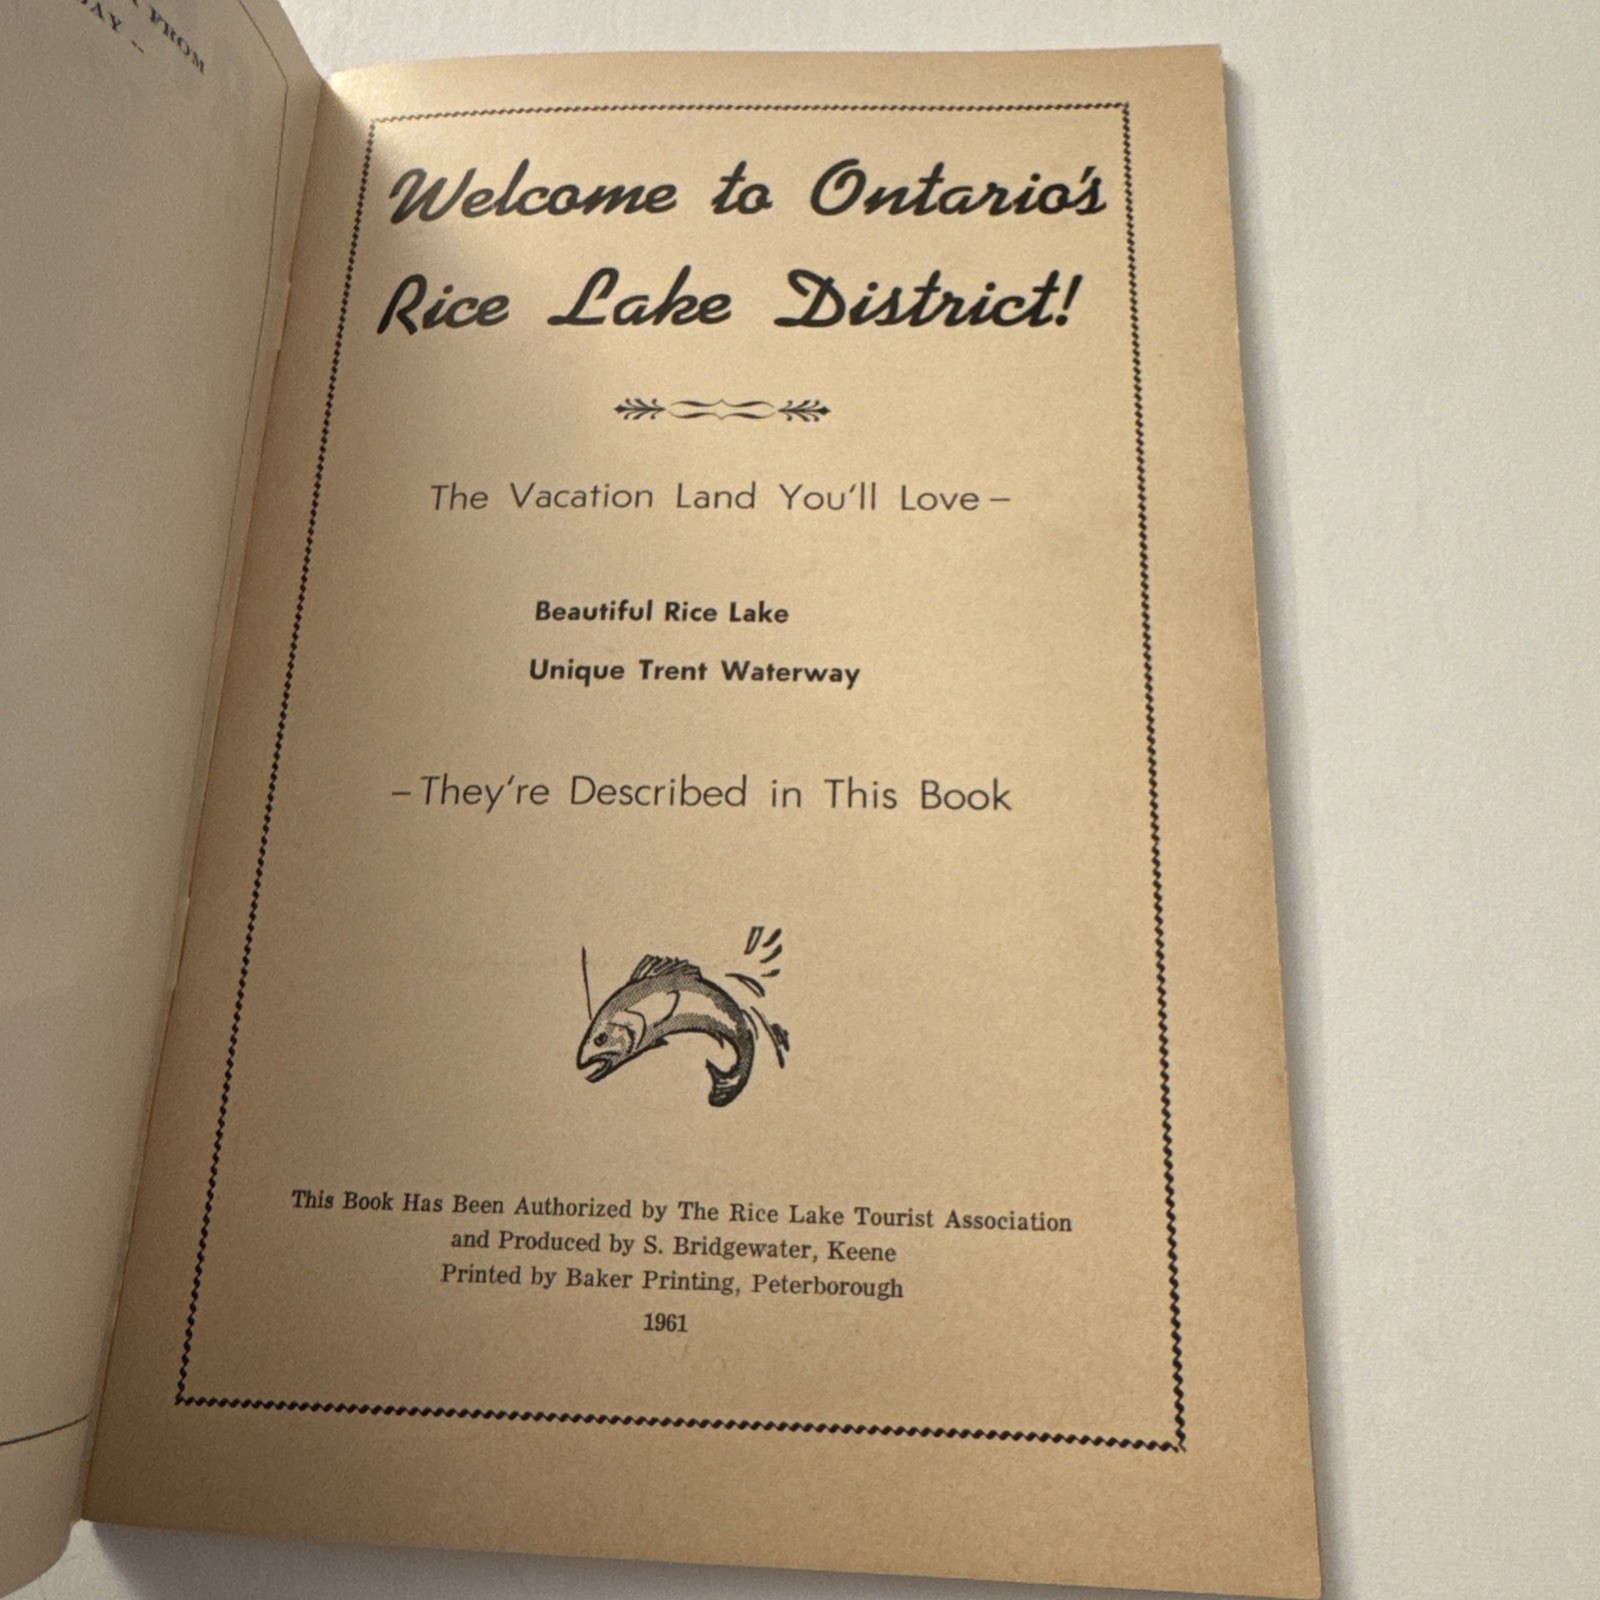 FROM
AY –
Welcome to Ontario's
Rice Lake District!
The Vacation Land You'll Love –
Beautiful Rice Lake
Unique Trent Waterway
– They're Described in This Book
This Book Has Been Authorized by The Rice Lake Tourist Association
and Produced by S. Bridgewater, Keene
Printed by Baker Printing, Peterborough
1961